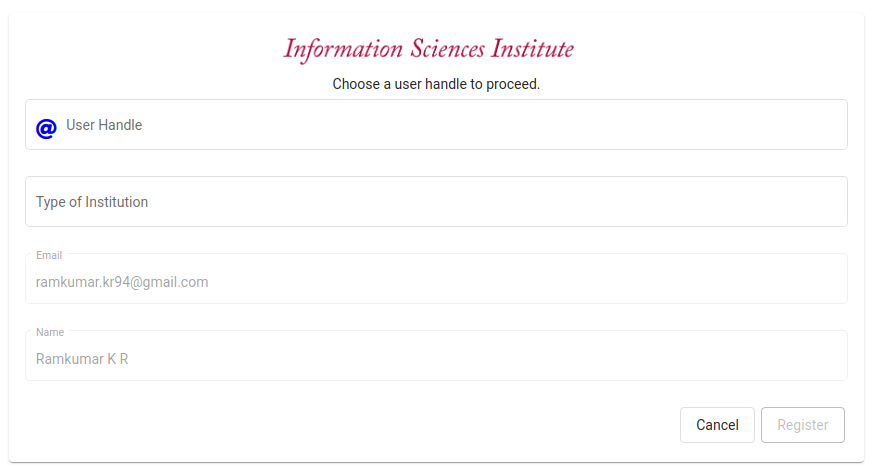 Information Sciences Institute
Choose a user handle to proceed.
@ User Handle
Type of Institution
Email
ramkumar.kr94@gmail.com
Name
Ramkumar K R
Cancel Register